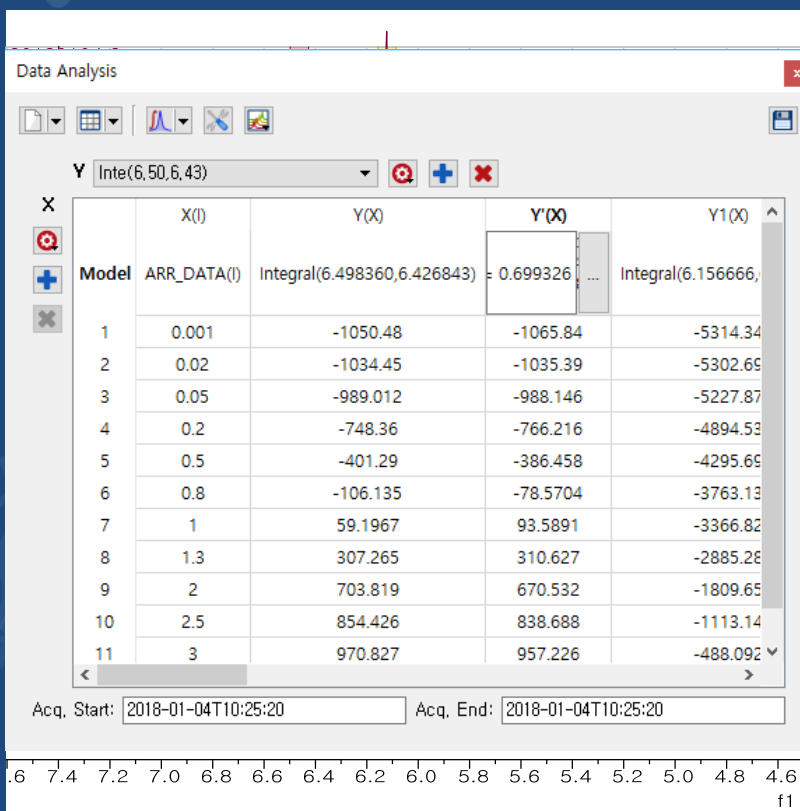 Data Analysis
Y Inte(6,50,6,43)
X
X(I) Y(X) Y'(X) Y1(X)
Model ARR_DATA(I) Integral(6.498360,6.426843) = 0.699326 ... Integral(6.156666,
1 0.001 -1050.48 -1065.84 -5314.34
2 0.02 -1034.45 -1035.39 -5302.69
3 0.05 -989.012 -988.146 -5227.87
4 0.2 -748.36 -766.216 -4894.53
5 0.5 -401.29 -386.458 -4295.69
6 0.8 -106.135 -78.5704 -3763.13
7 1 59.1967 93.5891 -3366.82
8 1.3 307.265 310.627 -2885.28
9 2 703.819 670.532 -1809.65
10 2.5 854.426 838.688 -1113.14
11 3 970.827 957.226 -488.092
Acq. Start: 2018-01-04T10:25:20 Acq. End: 2018-01-04T10:25:20
.6 7.4 7.2 7.0 6.8 6.6 6.4 6.2 6.0 5.8 5.6 5.4 5.2 5.0 4.8 4.6
f1